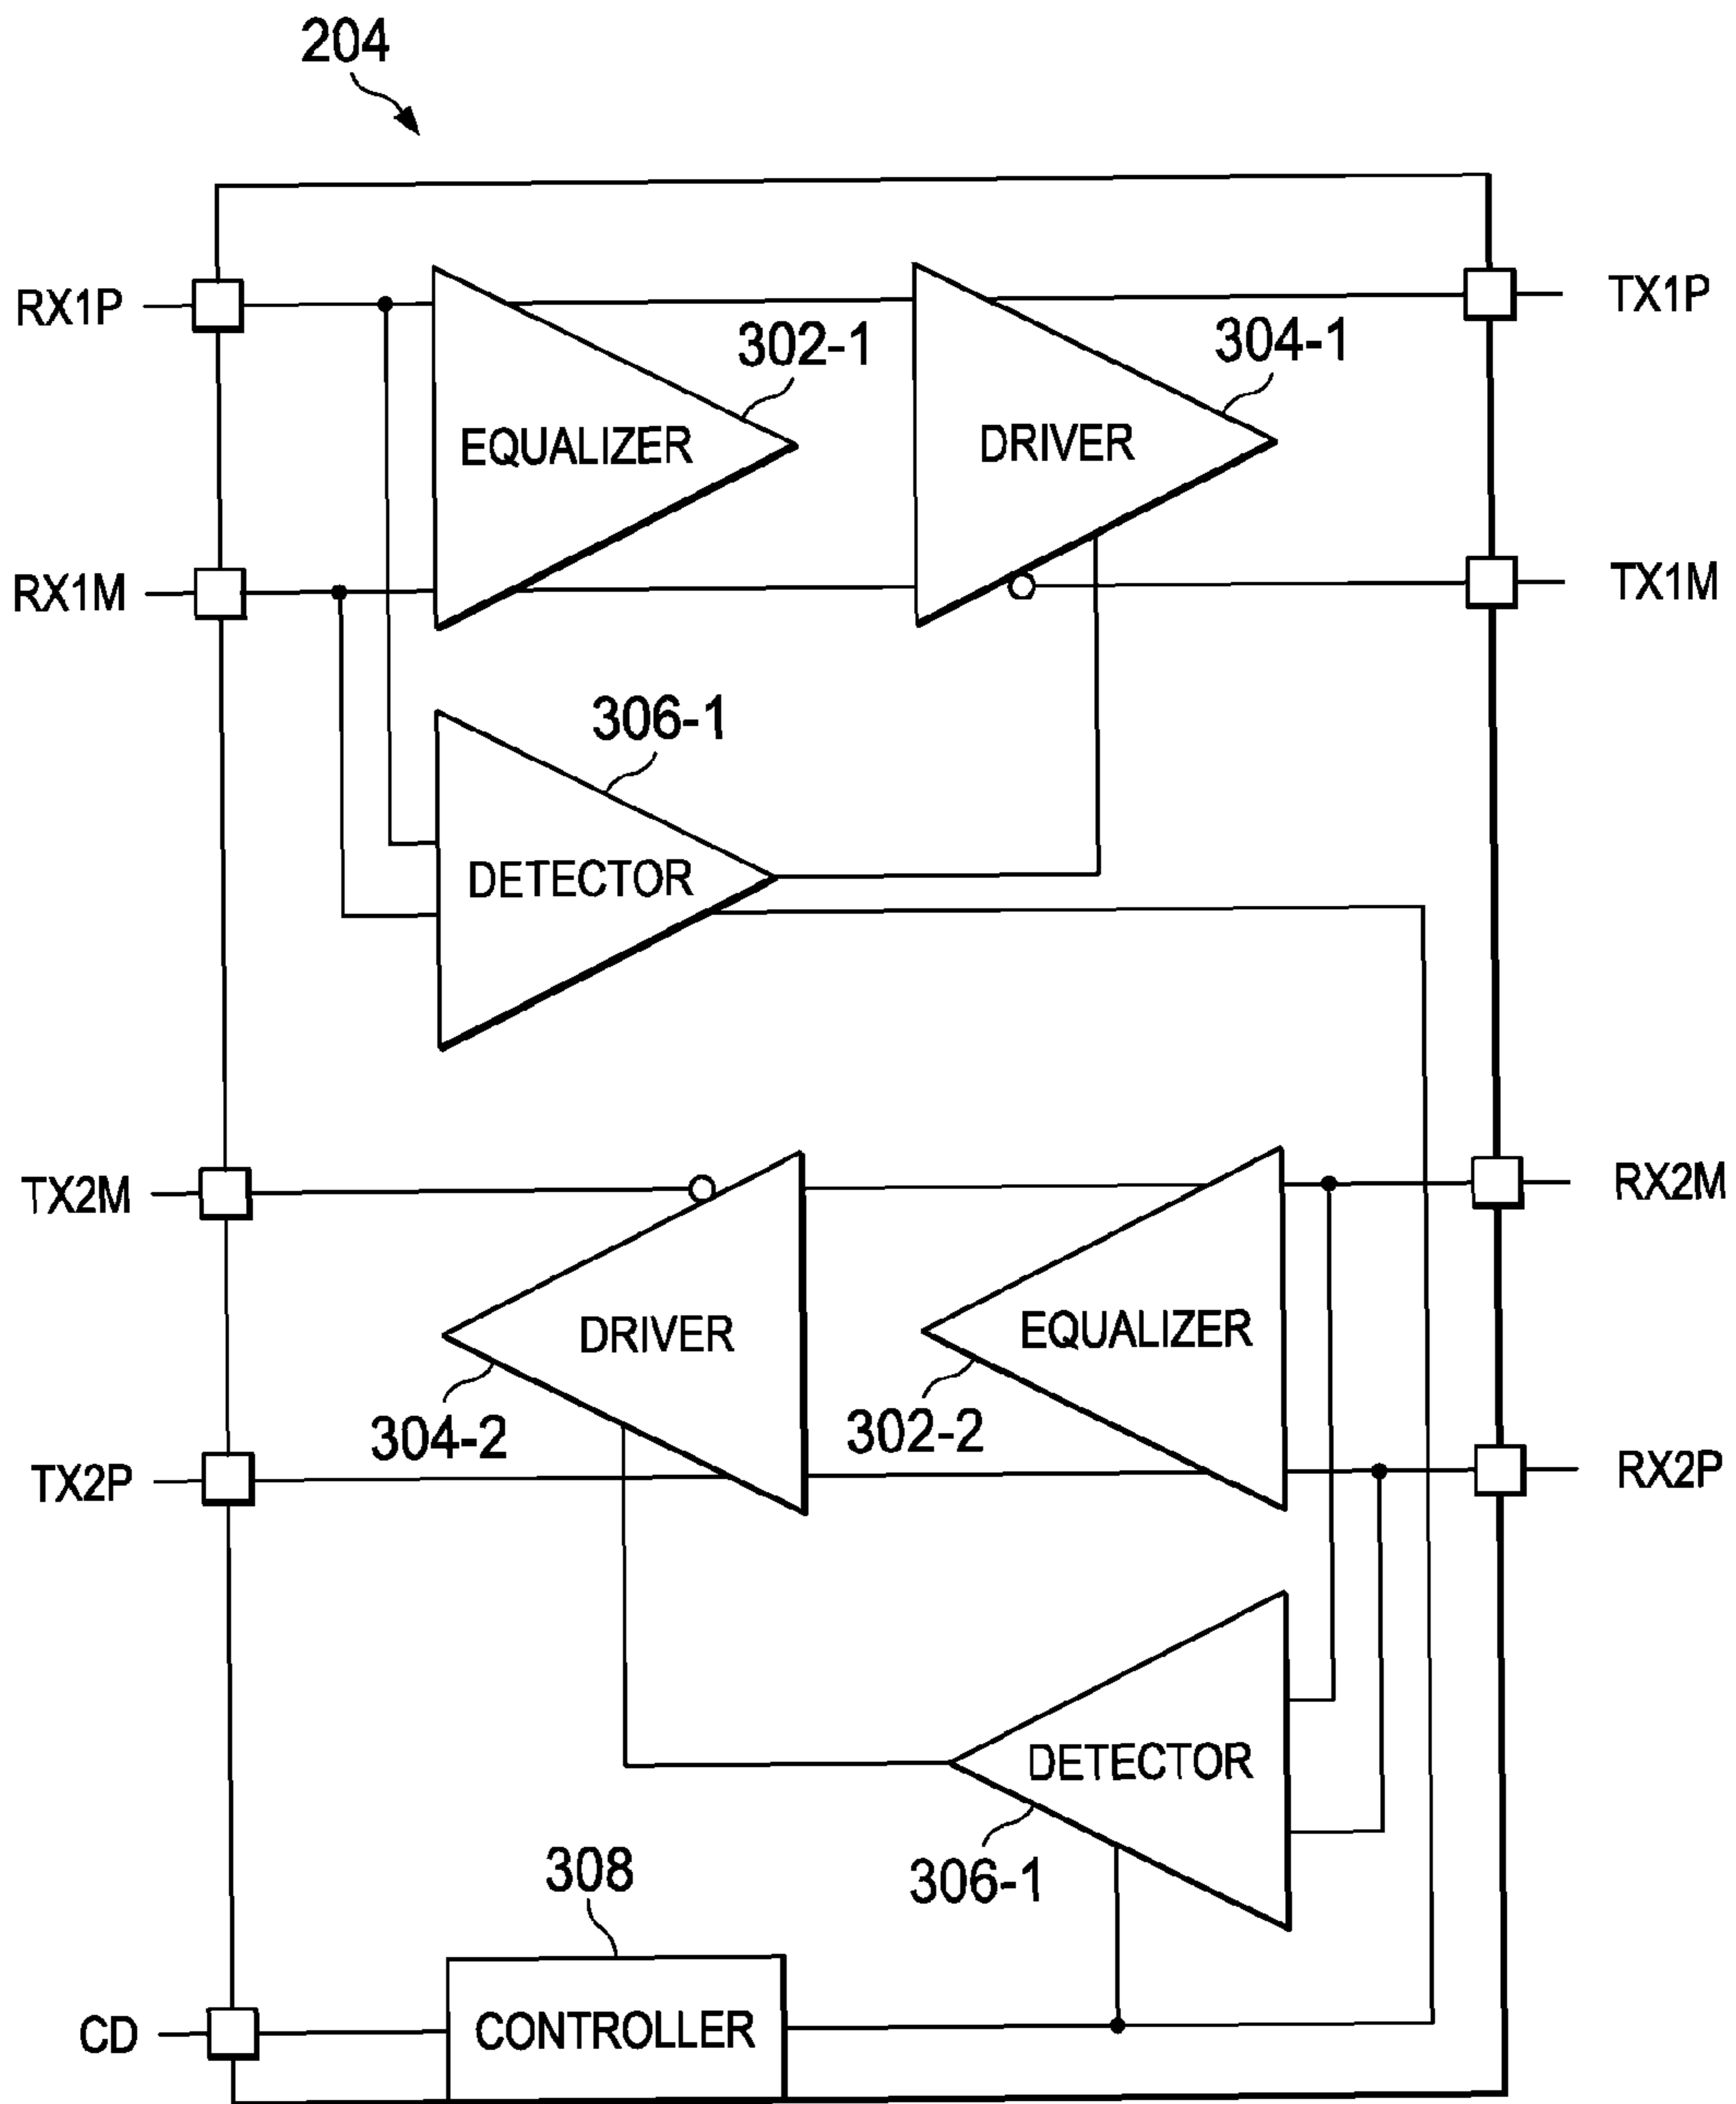 204
RX1P
TX1P
302-1
304-1
EQUALIZER
DRIVER
RX1M
TX1M
306-1
DETECTOR
TX2M
RX2M
DRIVER
EQUALIZER
304-2
302-2
TX2P
RX2P
DETECTOR
308
306-1
CD
CONTROLLER